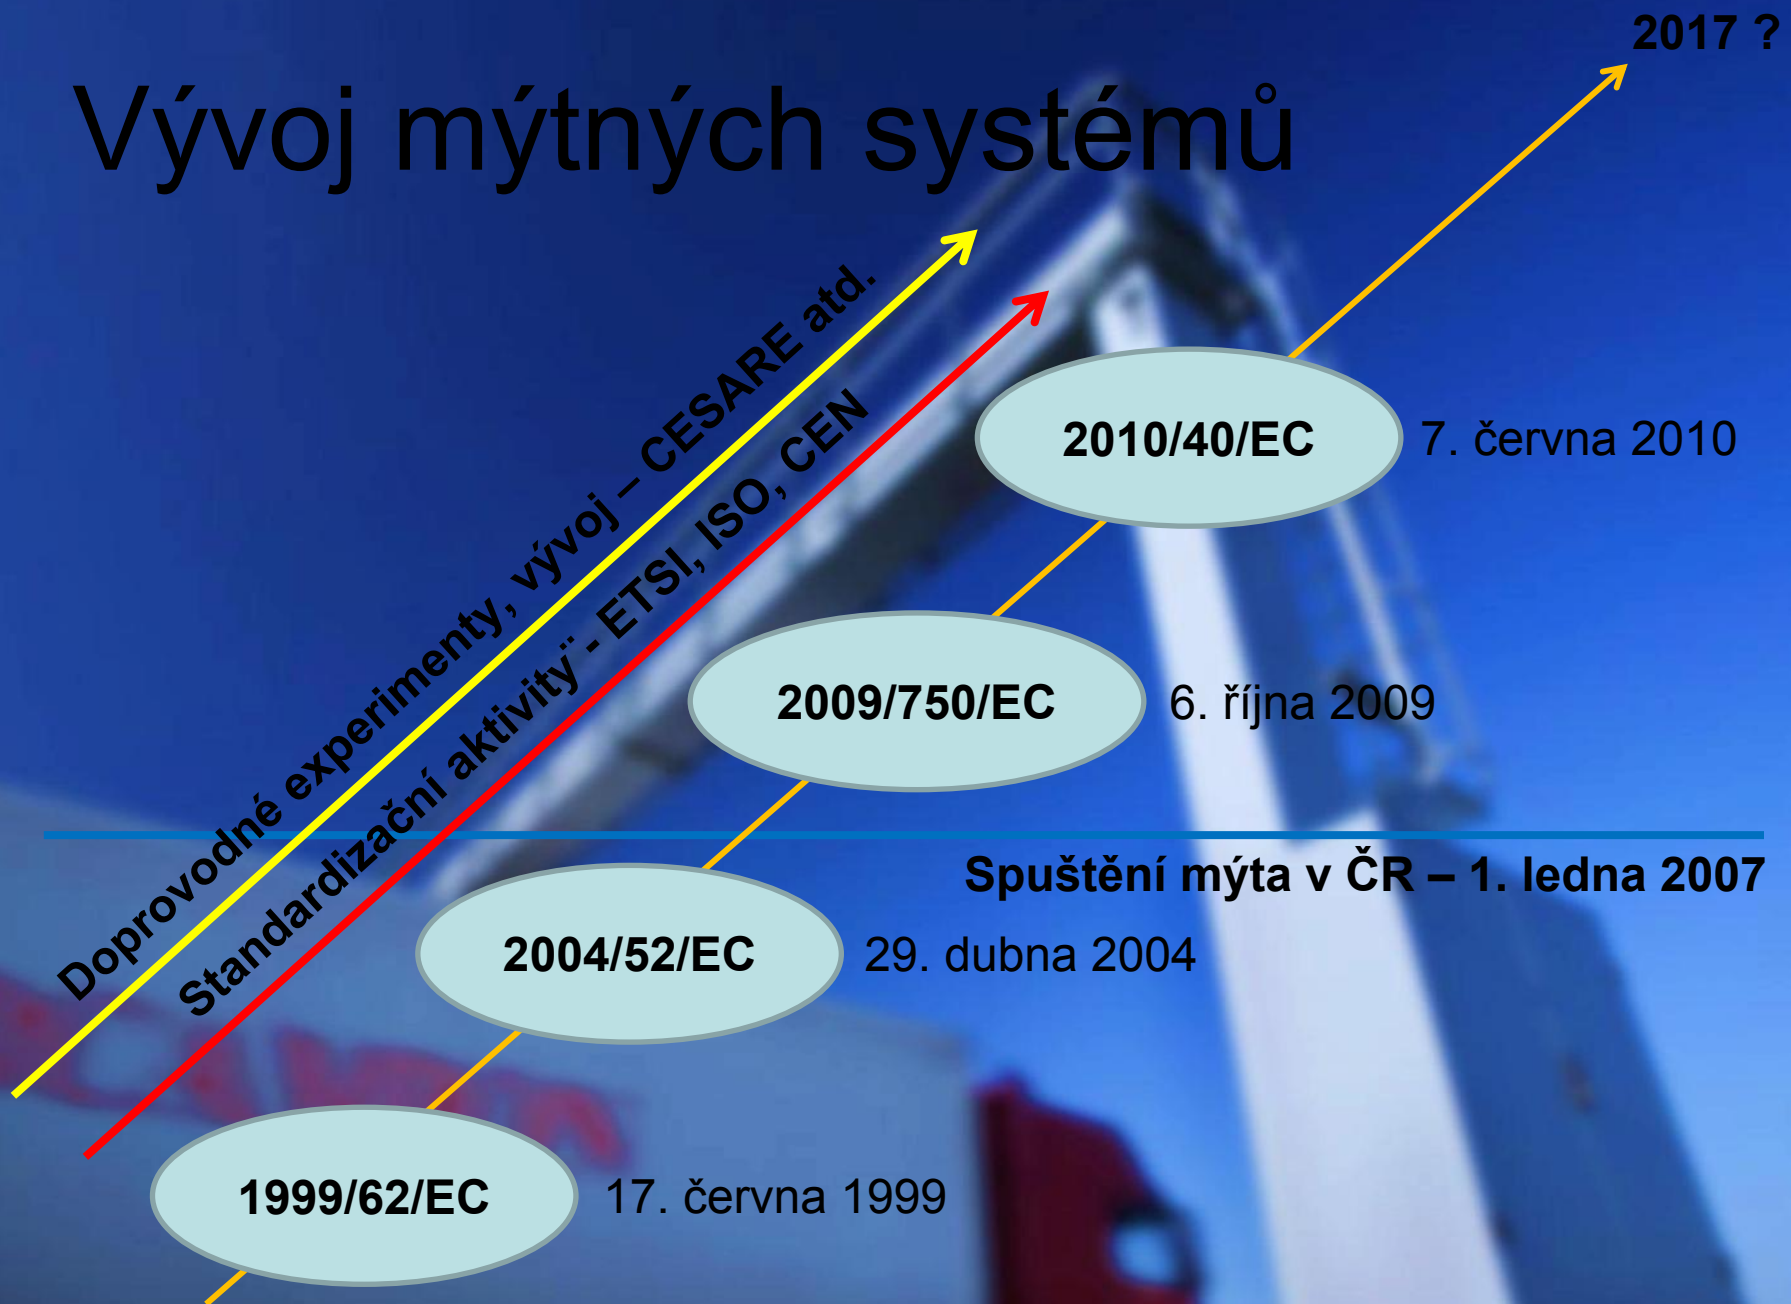 2017 ?
Vývoj mýtných systémů
Doprovodné experimenty, vývoj – CESARE atd.
Standardizační aktivitÿ - ETSI, ISO, CEN
2010/40/EC
7. června 2010
2009/750/EC
6. října 2009
Spuštění mýta v ČR – 1. ledna 2007
2004/52/EC
29. dubna 2004
1999/62/EC
17. června 1999